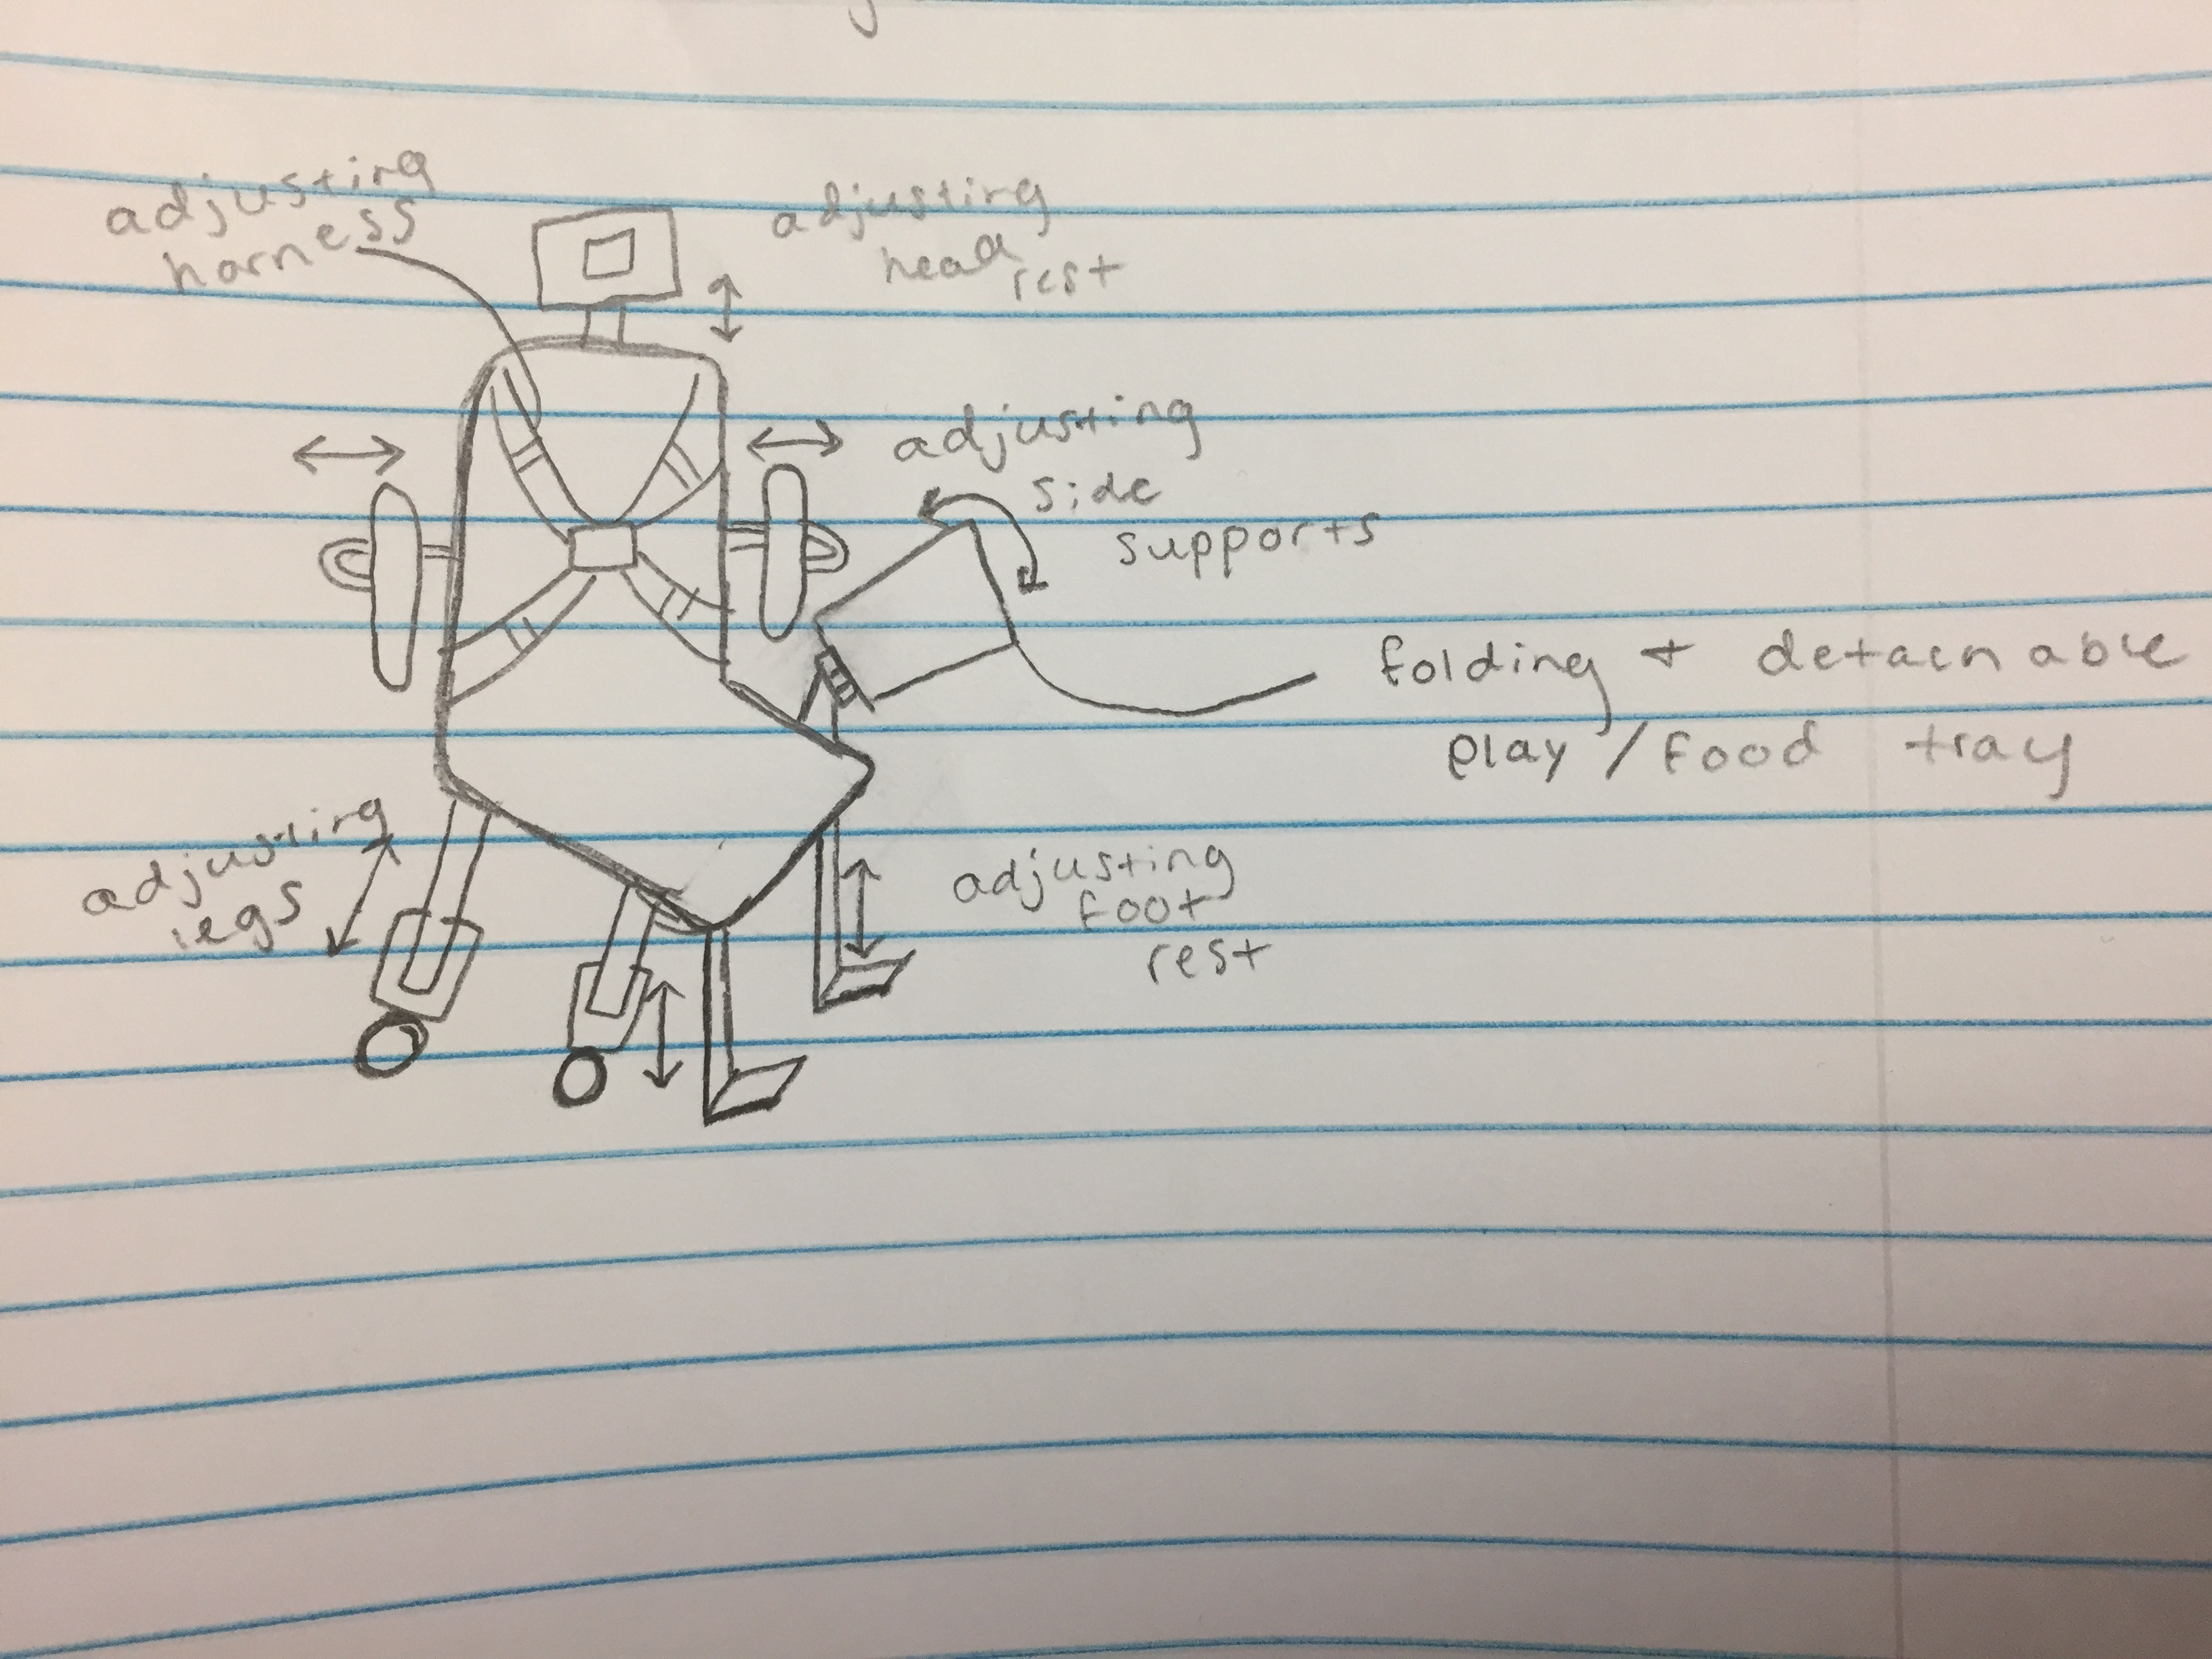 adjusting
harness
adjusting
head
rest
adjusting
side
supports
folding + detachable
play / food tray
adjusting
legs
adjusting
foot
rest